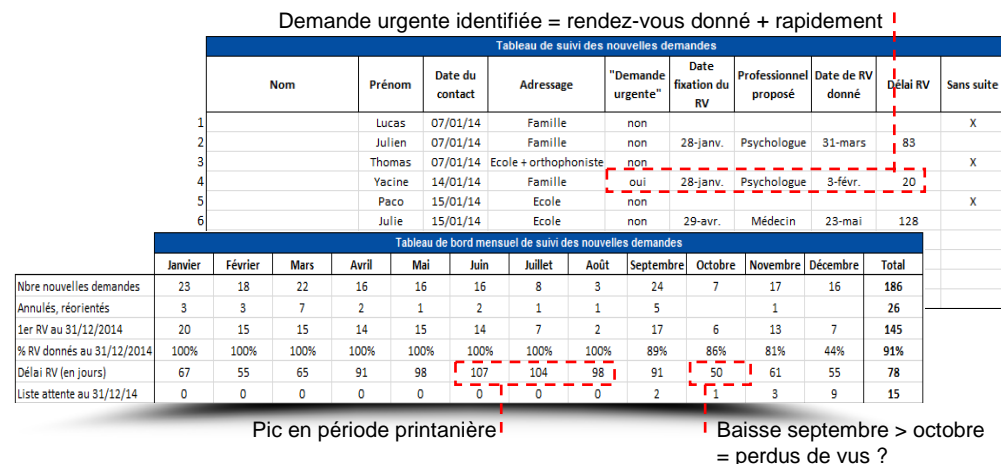 Demande urgente identifiée = rendez-vous donné + rapidement
Tableau de suivi des nouvelles demandes
Nom Prénom Date du contact Adressage "Demande urgente" Date fixation du RV Professionnel proposé Date de RV donné Délai RV Sans suite
1 Lucas 07/01/14 Famille non X
2 Julien 07/01/14 Famille non 28-janv. Psychologue 31-mars 83
3 Thomas 07/01/14 Ecole + orthophoniste non X
4 Yacine 14/01/14 Famille oui 28-janv. Psychologue 3-févr. 20
5 Paco 15/01/14 Ecole non X
6 Julie 15/01/14 Ecole non 29-avr. Médecin 23-mai 128
Tableau de bord mensuel de suivi des nouvelles demandes
Janvier Février Mars Avril Mai Juin Juillet Août Septembre Octobre Novembre Décembre Total
Nbre nouvelles demandes 23 18 22 16 16 16 8 3 24 7 17 16 186
Annulés, réorientés 3 3 7 2 1 2 1 1 5 1 26
1er RV au 31/12/2014 20 15 15 14 15 14 7 2 17 6 13 7 145
% RV donnés au 31/12/2014 100% 100% 100% 100% 100% 100% 100% 100% 89% 86% 81% 44% 91%
Délai RV (en jours) 67 55 65 91 98 107 104 98 91 50 61 55 78
Liste attente au 31/12/14 0 0 0 0 0 0 0 0 2 1 3 9 15
Pic en période printanière
Baisse septembre > octobre
= perdus de vus ?